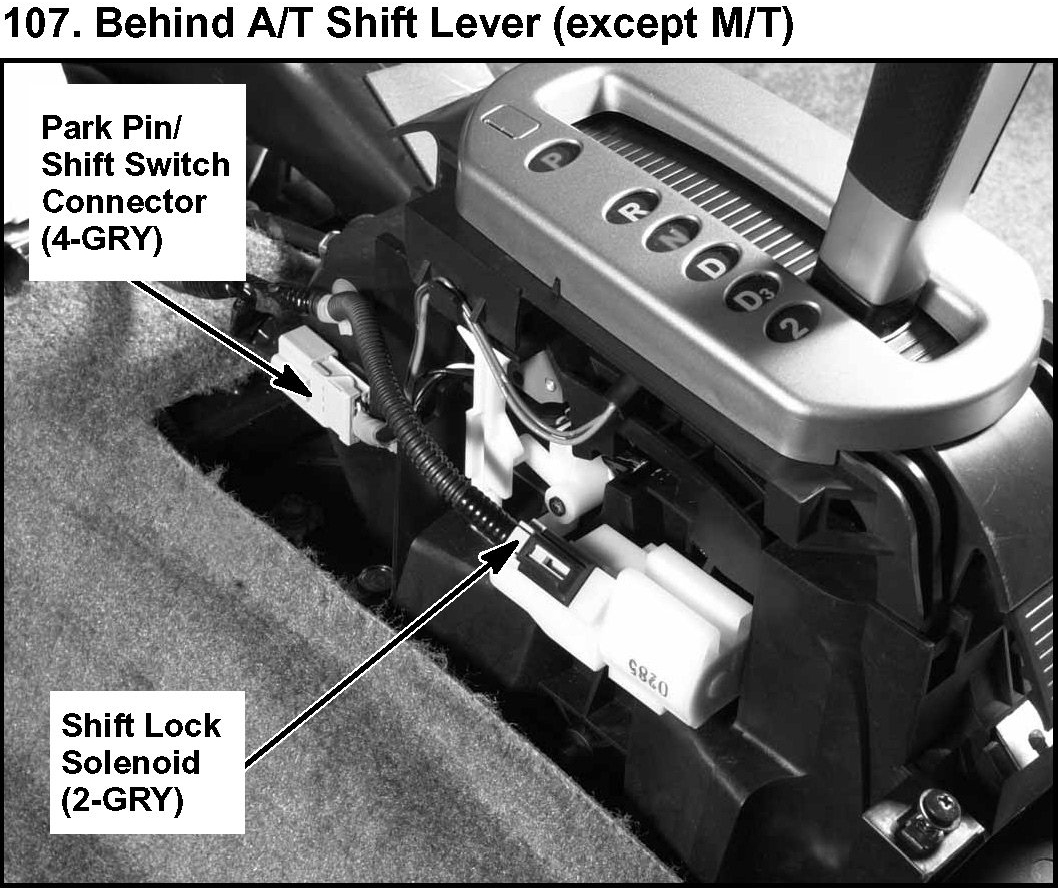 107. Behind A/T Shift Lever (except M/T)
Park Pin/
Shift Switch
Connector
(4-GRY)
P
R
N
D
D3
2
Shift Lock
Solenoid
(2-GRY)
0285